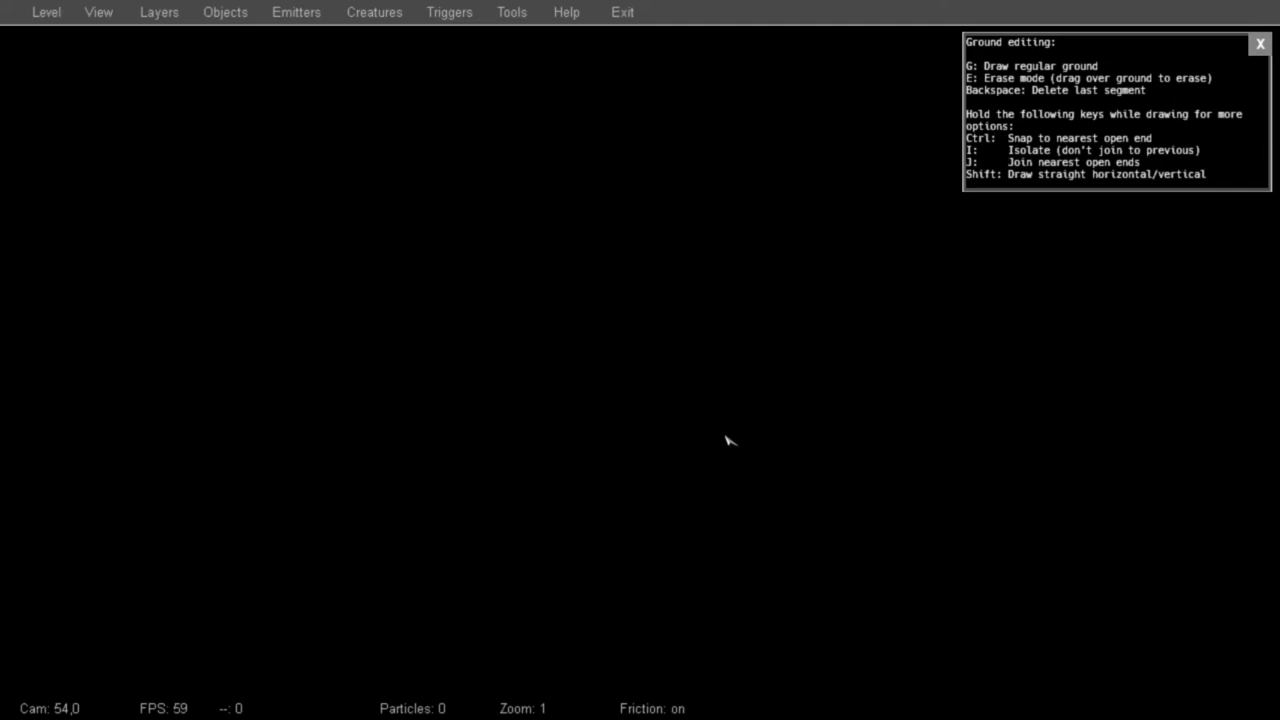 Level View Layers Objects Emitters Creatures Triggers Tools Help Exit
Ground editing:
X
G: Draw regular ground
E: Erase mode (drag over ground to erase)
Backspace: Delete last segment
Hold the following keys while drawing for more
options:
Ctrl: Snap to nearest open end
I: Isolate (don't join to previous)
J: Join nearest open ends
Shift: Draw straight horizontal/vertical
Cam: 54,0 FPS: 59 --: 0 Particles: 0 Zoom: 1 Friction: on